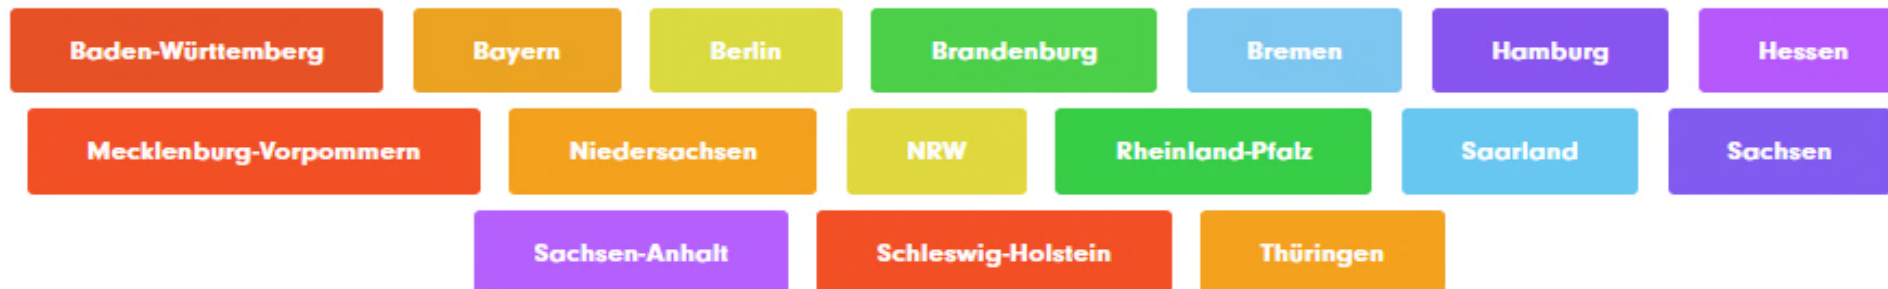 Baden-Württemberg Bayern Berlin Brandenburg Bremen Hamburg Hessen
Mecklenburg-Vorpommern Niedersachsen NRW Rheinland-Pfalz Saarland Sachsen
Sachsen-Anhalt Schleswig-Holstein Thüringen